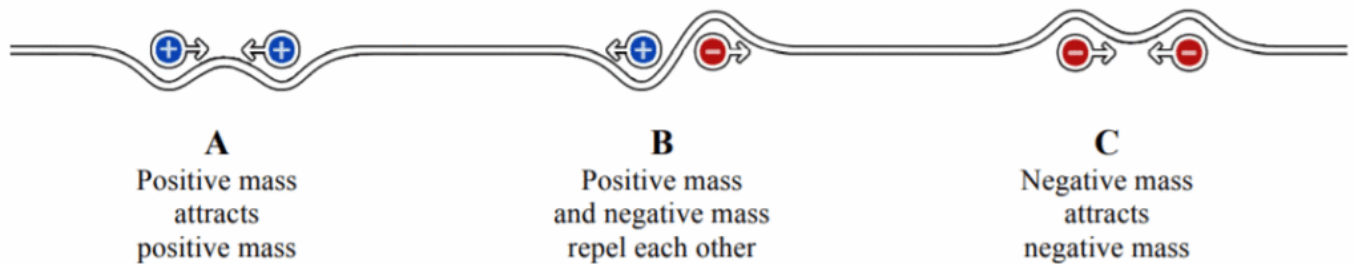 + +
+ −
− −
A
Positive mass
attracts
positive mass
B
Positive mass
and negative mass
repel each other
C
Negative mass
attracts
negative mass